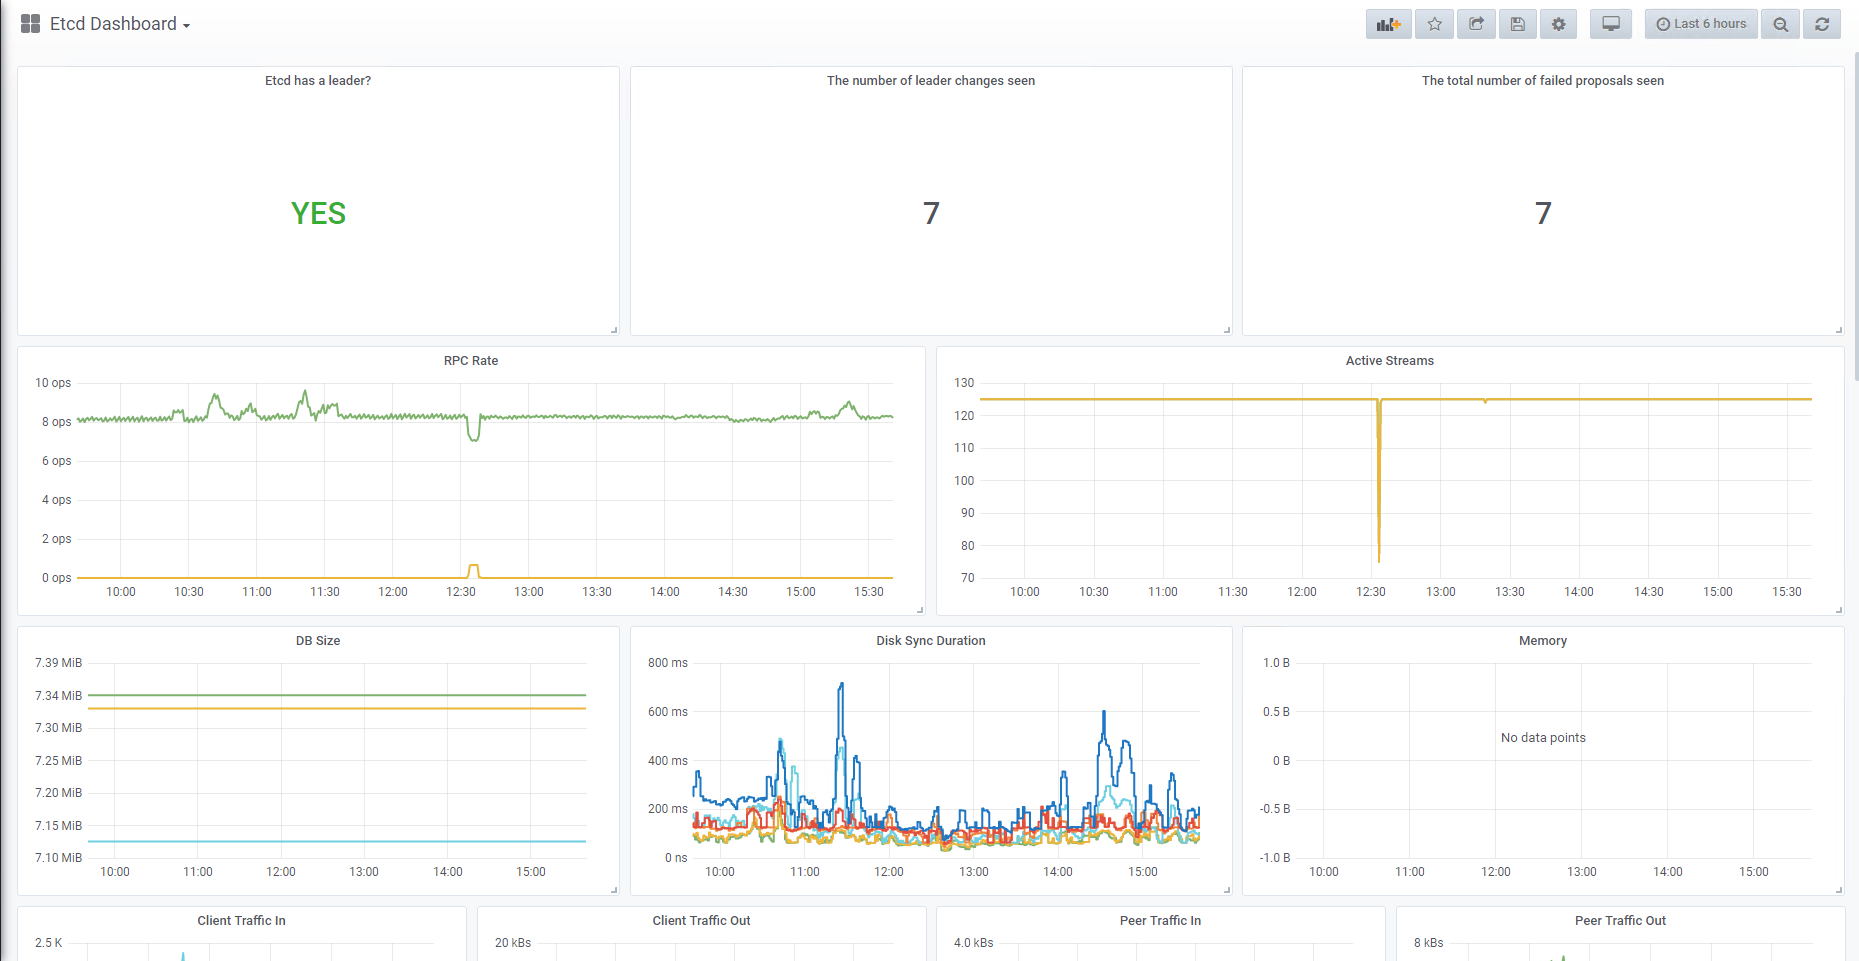 Etcd Dashboard
Last 6 hours
Etcd has a leader?
YES
The number of leader changes seen
7
The total number of failed proposals seen
7
RPC Rate
10 ops
8 ops
6 ops
4 ops
2 ops
0 ops
10:00 10:30 11:00 11:30 12:00 12:30 13:00 13:30 14:00 14:30 15:00 15:30
Active Streams
130
120
110
100
90
80
70
10:00 10:30 11:00 11:30 12:00 12:30 13:00 13:30 14:00 14:30 15:00 15:30
DB Size
7.39 MiB
7.34 MiB
7.30 MiB
7.25 MiB
7.20 MiB
7.15 MiB
7.10 MiB
10:00 11:00 12:00 13:00 14:00 15:00
Disk Sync Duration
800 ms
600 ms
400 ms
200 ms
0 ns
10:00 11:00 12:00 13:00 14:00 15:00
Memory
1.0 B
0.5 B
0 B
-0.5 B
-1.0 B
No data points
10:00 11:00 12:00 13:00 14:00 15:00
Client Traffic In
2.5 K
Client Traffic Out
20 kBs
Peer Traffic In
4.0 kBs
Peer Traffic Out
8 kBs